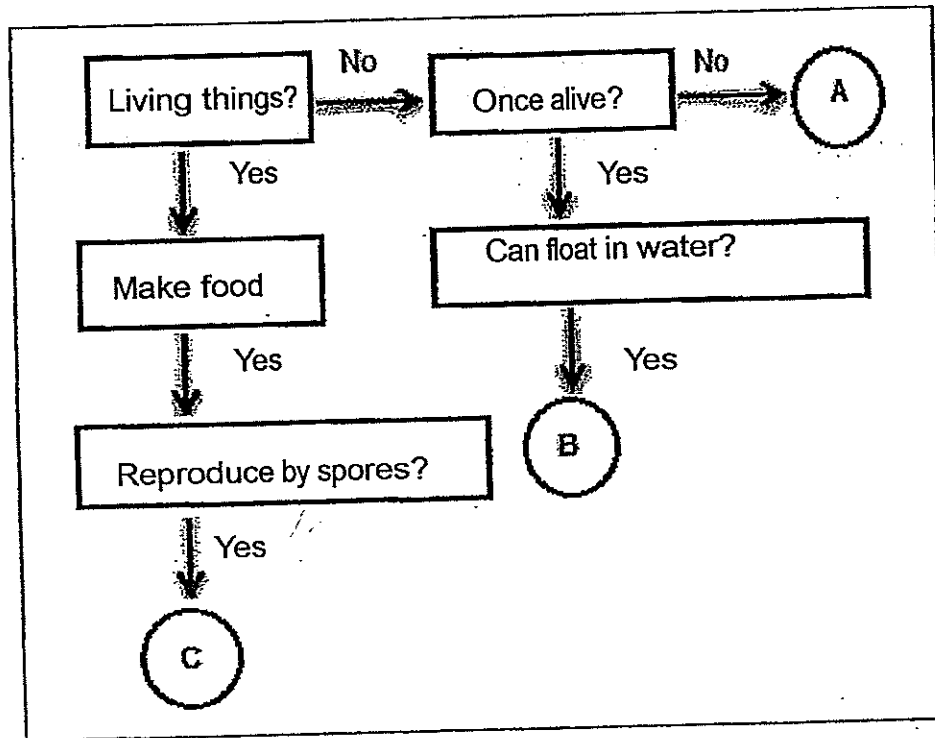 Living things?
No
Once alive?
No
A
Yes
Yes
Make food
Can float in water?
Yes
Yes
B
Reproduce by spores?
Yes
C